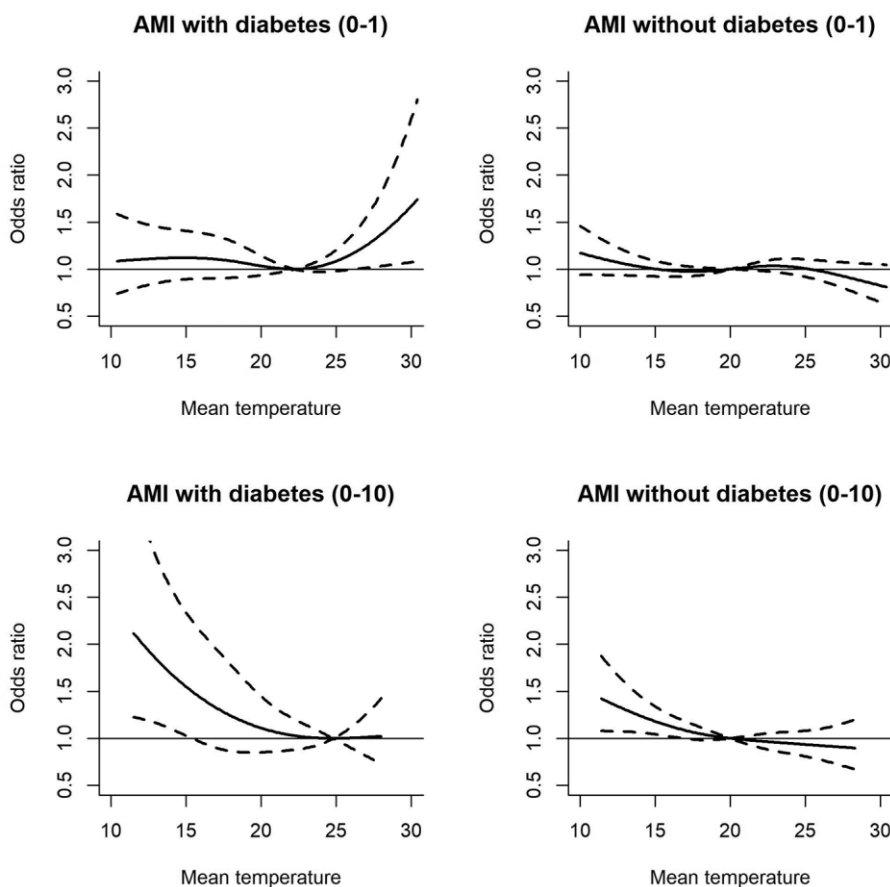 AMI with diabetes (0-1)
Odds ratio
3.0
2.5
2.0
1.5
1.0
0.5
10 15 20 25 30
Mean temperature
AMI without diabetes (0-1)
Odds ratio
3.0
2.5
2.0
1.5
1.0
0.5
10 15 20 25 30
Mean temperature
AMI with diabetes (0-10)
Odds ratio
3.0
2.5
2.0
1.5
1.0
0.5
10 15 20 25 30
Mean temperature
AMI without diabetes (0-10)
Odds ratio
3.0
2.5
2.0
1.5
1.0
0.5
10 15 20 25 30
Mean temperature